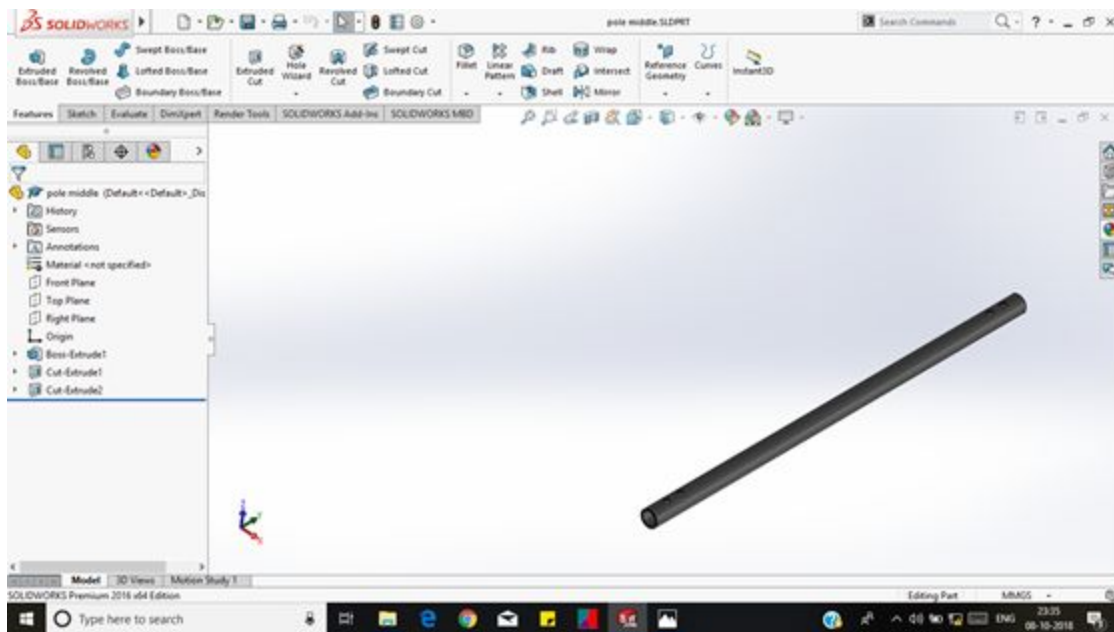 SOLIDWORKS
pole middle.SLDPRT
Search Commands
Extruded Boss/Base
Revolved Boss/Base
Swept Boss/Base
Lofted Boss/Base
Boundary Boss/Base
Extruded Cut
Hole Wizard
Revolved Cut
Swept Cut
Lofted Cut
Boundary Cut
Fillet
Linear Pattern
Rib
Draft
Shell
Wrap
Intersect
Mirror
Reference Geometry
Curves
Instant3D
Features Sketch Evaluate DimXpert Render Tools SOLIDWORKS Add-Ins SOLIDWORKS MBD
pole middle (Default<<Default>_Dis
History
Sensors
Annotations
Material <not specified>
Front Plane
Top Plane
Right Plane
Origin
Boss-Extrude1
Cut-Extrude1
Cut-Extrude2
Model 3D Views Motion Study 1
SOLIDWORKS Premium 2016 x64 Edition
Editing Part MMGS
Type here to search
ENG
23:35
08-10-2018